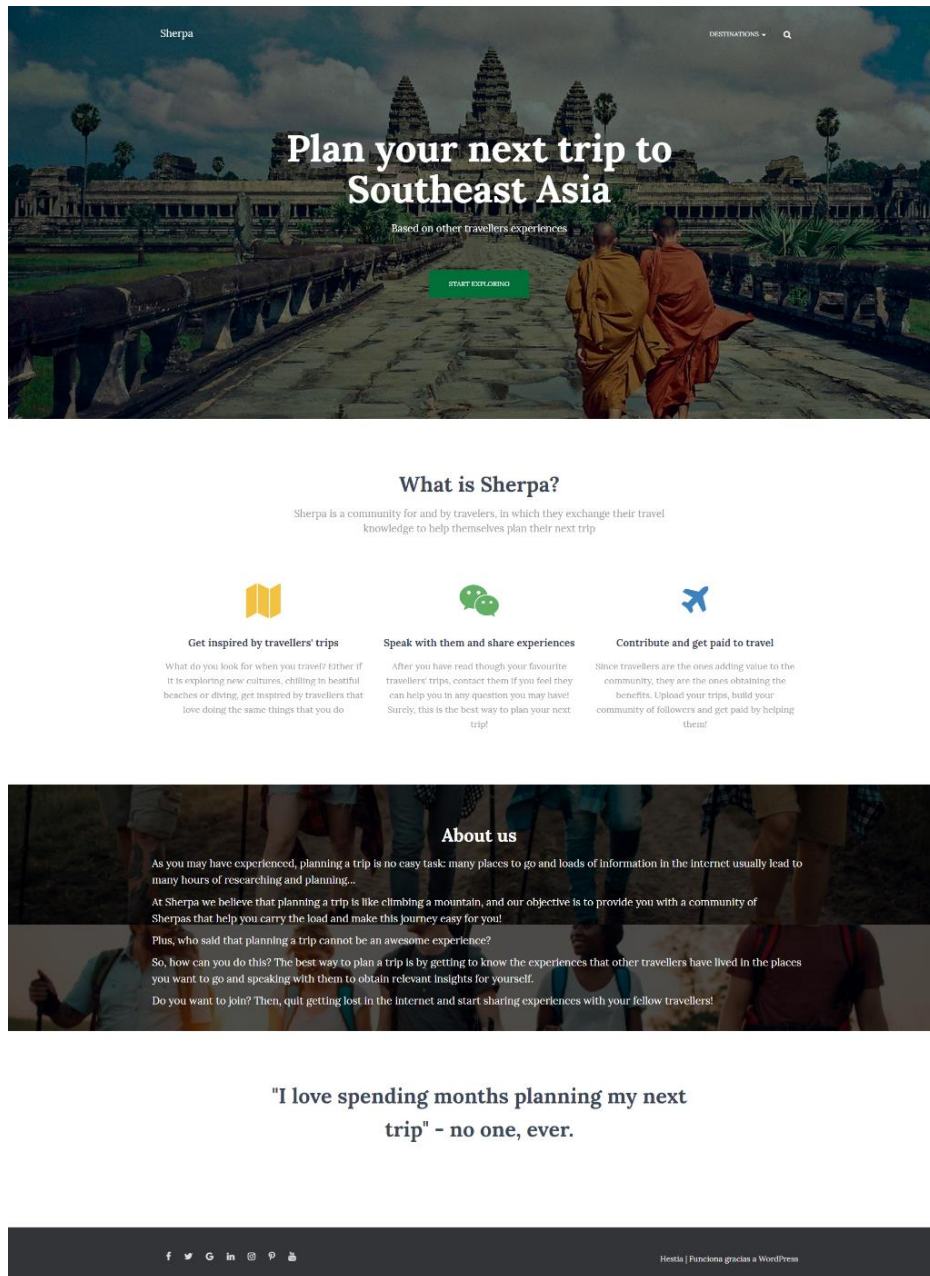 Sherpa
DESTINATIONS
Plan your next trip to
Southeast Asia
Based on other travellers experiences
START EXPLORING
What is Sherpa?
Sherpa is a community for and by travelers, in which they exchange their travel
knowledge to help themselves plan their next trip
Get inspired by travellers' trips
What do you look for when you travel? Either if
it is exploring new cultures, chilling in beatiful
beaches or diving, get inspired by travellers that
love doing the same things that you do
Speak with them and share experiences
After you have read though your favourite
travellers' trips, contact them if you feel they
can help you in any question you may have!
Surely, this is the best way to plan your next
trip!
Contribute and get paid to travel
Since travellers are the ones adding value to the
community, they are the ones obtaining the
benefits. Upload your trips, build your
community of followers and get paid by helping
them!
About us
As you may have experienced, planning a trip is no easy task: many places to go and loads of information in the internet usually lead to
many hours of researching and planning...
At Sherpa we believe that planning a trip is like climbing a mountain, and our objective is to provide you with a community of
Sherpas that help you carry the load and make this journey easy for you!
Plus, who said that planning a trip cannot be an awesome experience?
So, how can you do this? The best way to plan a trip is by getting to know the experiences that other travellers have lived in the places
you want to go and speaking with them to obtain relevant insights for yourself.
Do you want to join? Then, quit getting lost in the internet and start sharing experiences with your fellow travellers!
"I love spending months planning my next
trip" - no one, ever.
Hestia | Funciona gracias a WordPress